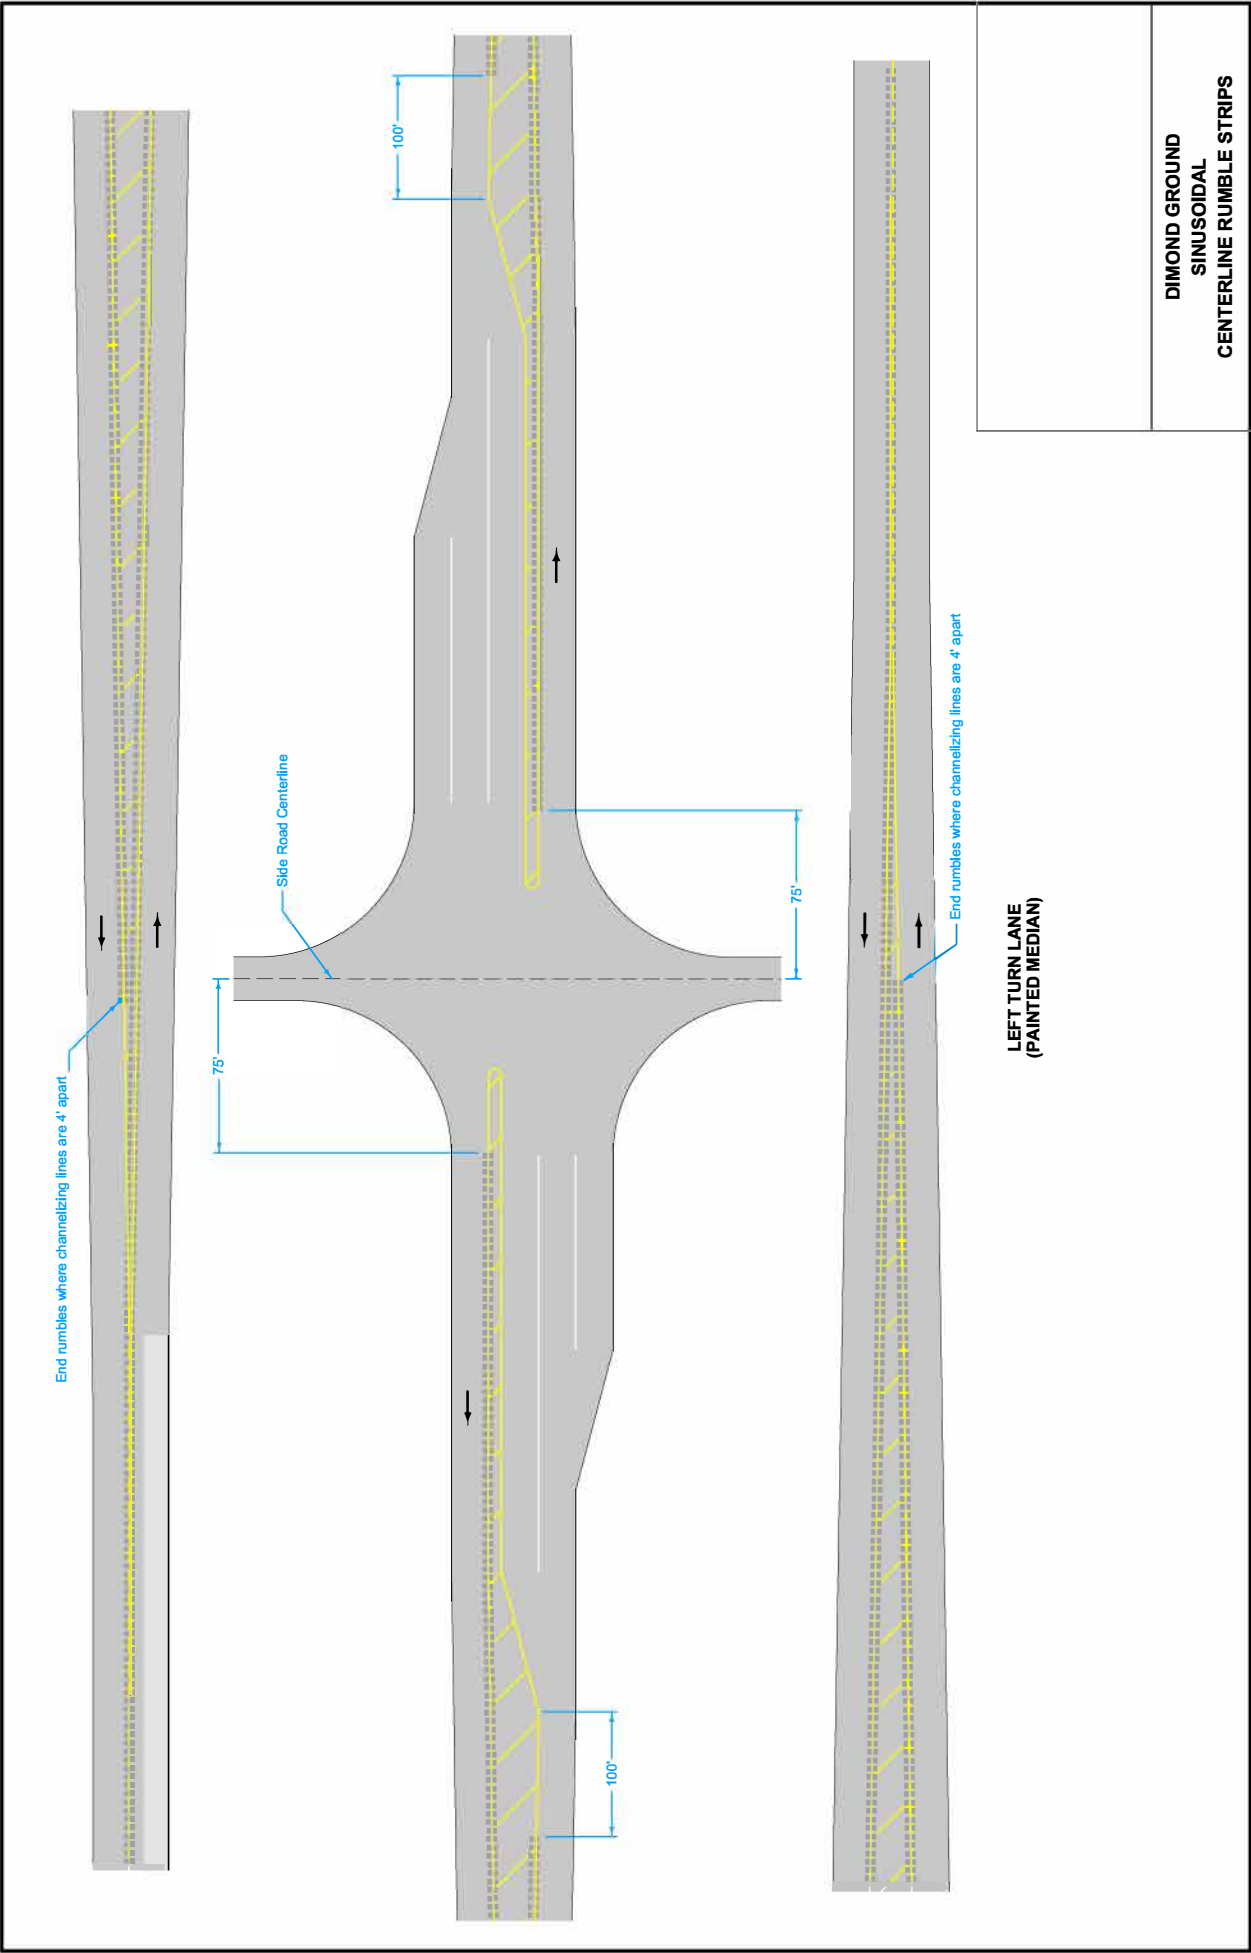 End rumbles where channelizing lines are 4' apart
100'
Side Road Centerline
75'
75'
100'
End rumbles where channelizing lines are 4' apart
LEFT TURN LANE
(PAINTED MEDIAN)
DIMOND GROUND
SINUSOIDAL
CENTERLINE RUMBLE STRIPS